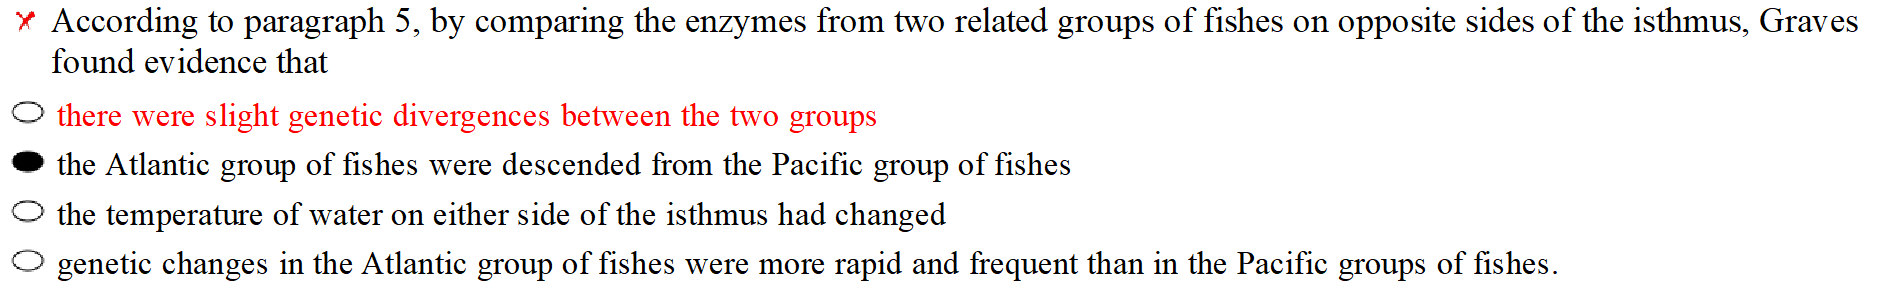 According to paragraph 5, by comparing the enzymes from two related groups of fishes on opposite sides of the isthmus, Graves
found evidence that
there were slight genetic divergences between the two groups
the Atlantic group of fishes were descended from the Pacific group of fishes
the temperature of water on either side of the isthmus had changed
genetic changes in the Atlantic group of fishes were more rapid and frequent than in the Pacific groups of fishes.